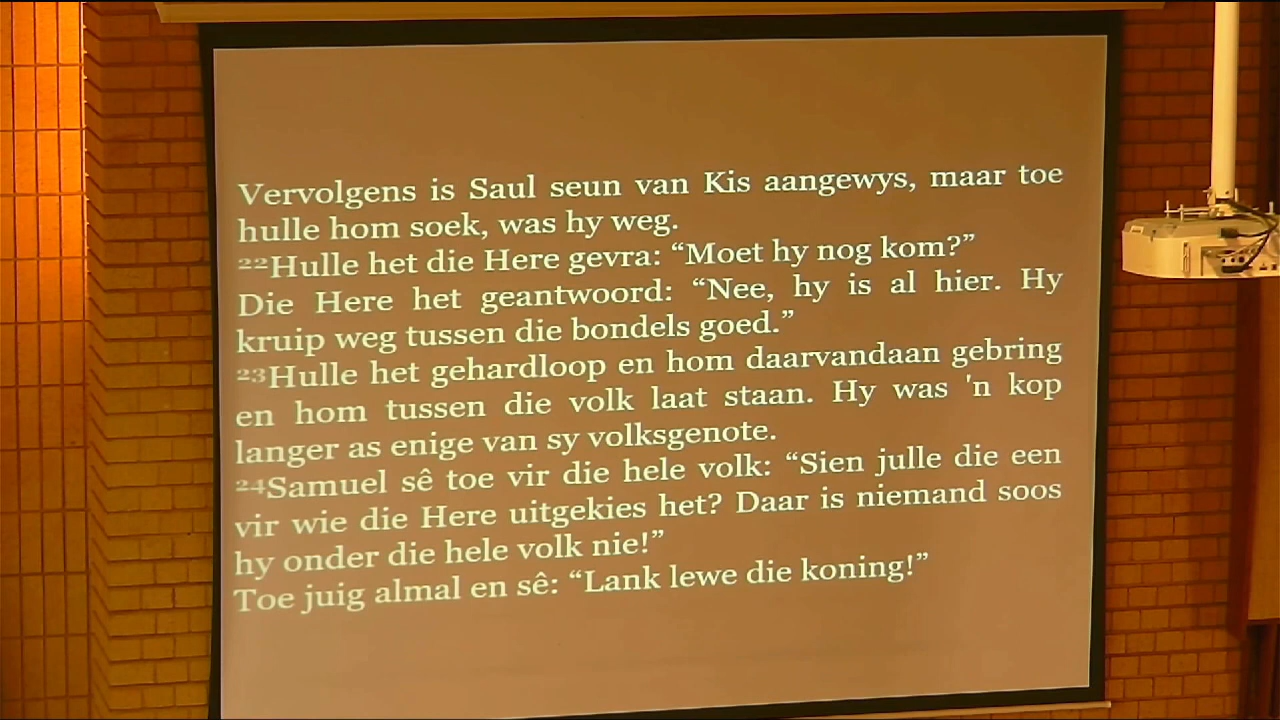 Vervolgens is Saul seun van Kis aangewys, maar toe
hulle hom soek, was hy weg.
²²Hulle het die Here gevra: “Moet hy nog kom?”
Die Here het geantwoord: “Nee, hy is al hier. Hy
kruip weg tussen die bondels goed.”
²³Hulle het gehardloop en hom daarvandaan gebring
en hom tussen die volk laat staan. Hy was 'n kop
langer as enige van sy volksgenote.
²⁴Samuel sê toe vir die hele volk: “Sien julle die een
vir wie die Here uitgekies het? Daar is niemand soos
hy onder die hele volk nie!”
Toe juig almal en sê: “Lank lewe die koning!”